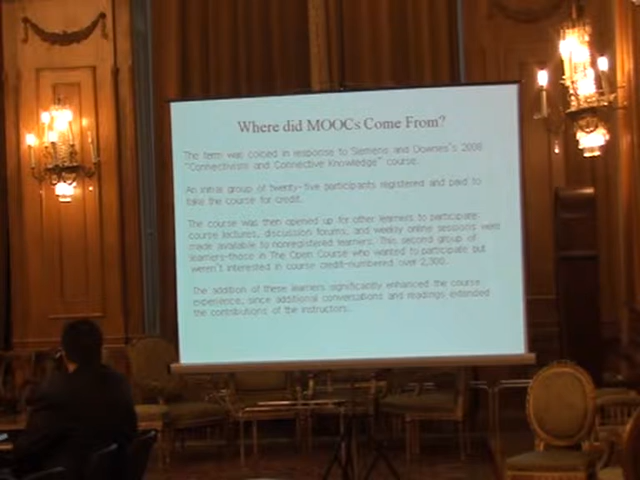 Where did MOOCs Come From?
The term was coiced in response to Siemens and Downes's 2008
"Connectivism and Connective Knowledge" course.
An initial group of twenty-five participants registered and paid to
take the course for credit.
The course was then opened up for other learners to participate-
course lectures, discussion forums, and weekly online sessions were
made available to nonregistered learners. This second group of
learners-those in The Open Course who wanted to participate but
weren't interested in course credit-numbered over 2,300.
The addition of these learners significantly enhanced the course
experience, since additional conversations and readings extended
the contributions of the instructors.